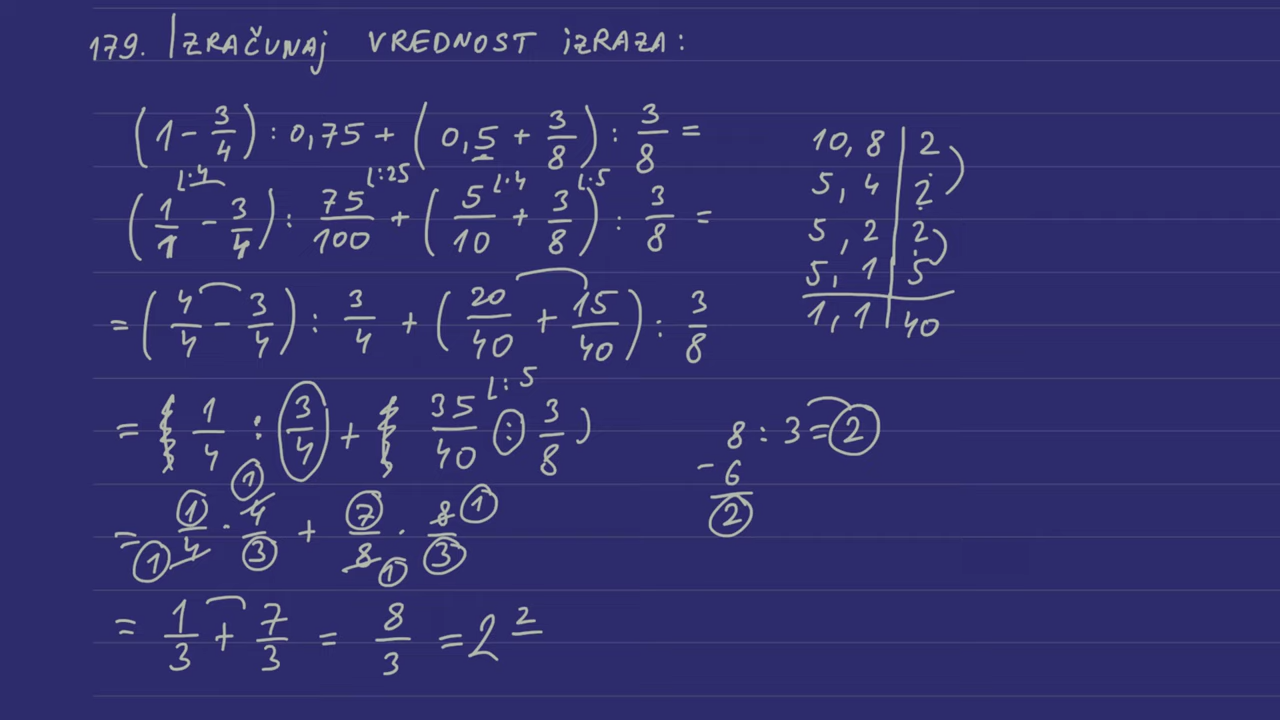 179. IZRAČUNAJ VREDNOST IZRAZA:
(1 - 3/4) : 0,75 + (0,5 + 3/8) : 3/8 =
(1/1 - 3/4) : 75/100 + (5/10 + 3/8) : 3/8 =
= (4/4 - 3/4) : 3/4 + (20/40 + 15/40) : 3/8
= 1/4 : 3/4 + 35/40 : 3/8 )
= 1/4 · 4/3 + 7/8 · 8/3
= 1/3 + 7/3 = 8/3 = 2 2/
10, 8 | 2
5, 4 | 2
5, 2 | 2
5, 1 | 5
1, 1 | 40
8 : 3 = 2
- 6
2